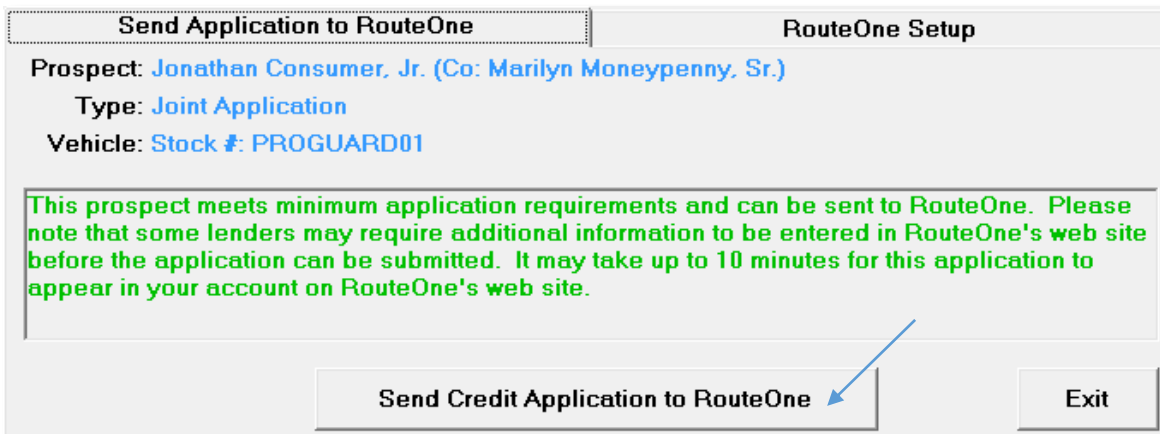 Send Application to RouteOne
RouteOne Setup
Prospect: Jonathan Consumer, Jr. (Co: Marilyn Moneypenny, Sr.)
Type: Joint Application
Vehicle: Stock #: PROGUARD01
This prospect meets minimum application requirements and can be sent to RouteOne.  Please
note that some lenders may require additional information to be entered in RouteOne's web site
before the application can be submitted.  It may take up to 10 minutes for this application to
appear in your account on RouteOne's web site.
Send Credit Application to RouteOne
Exit